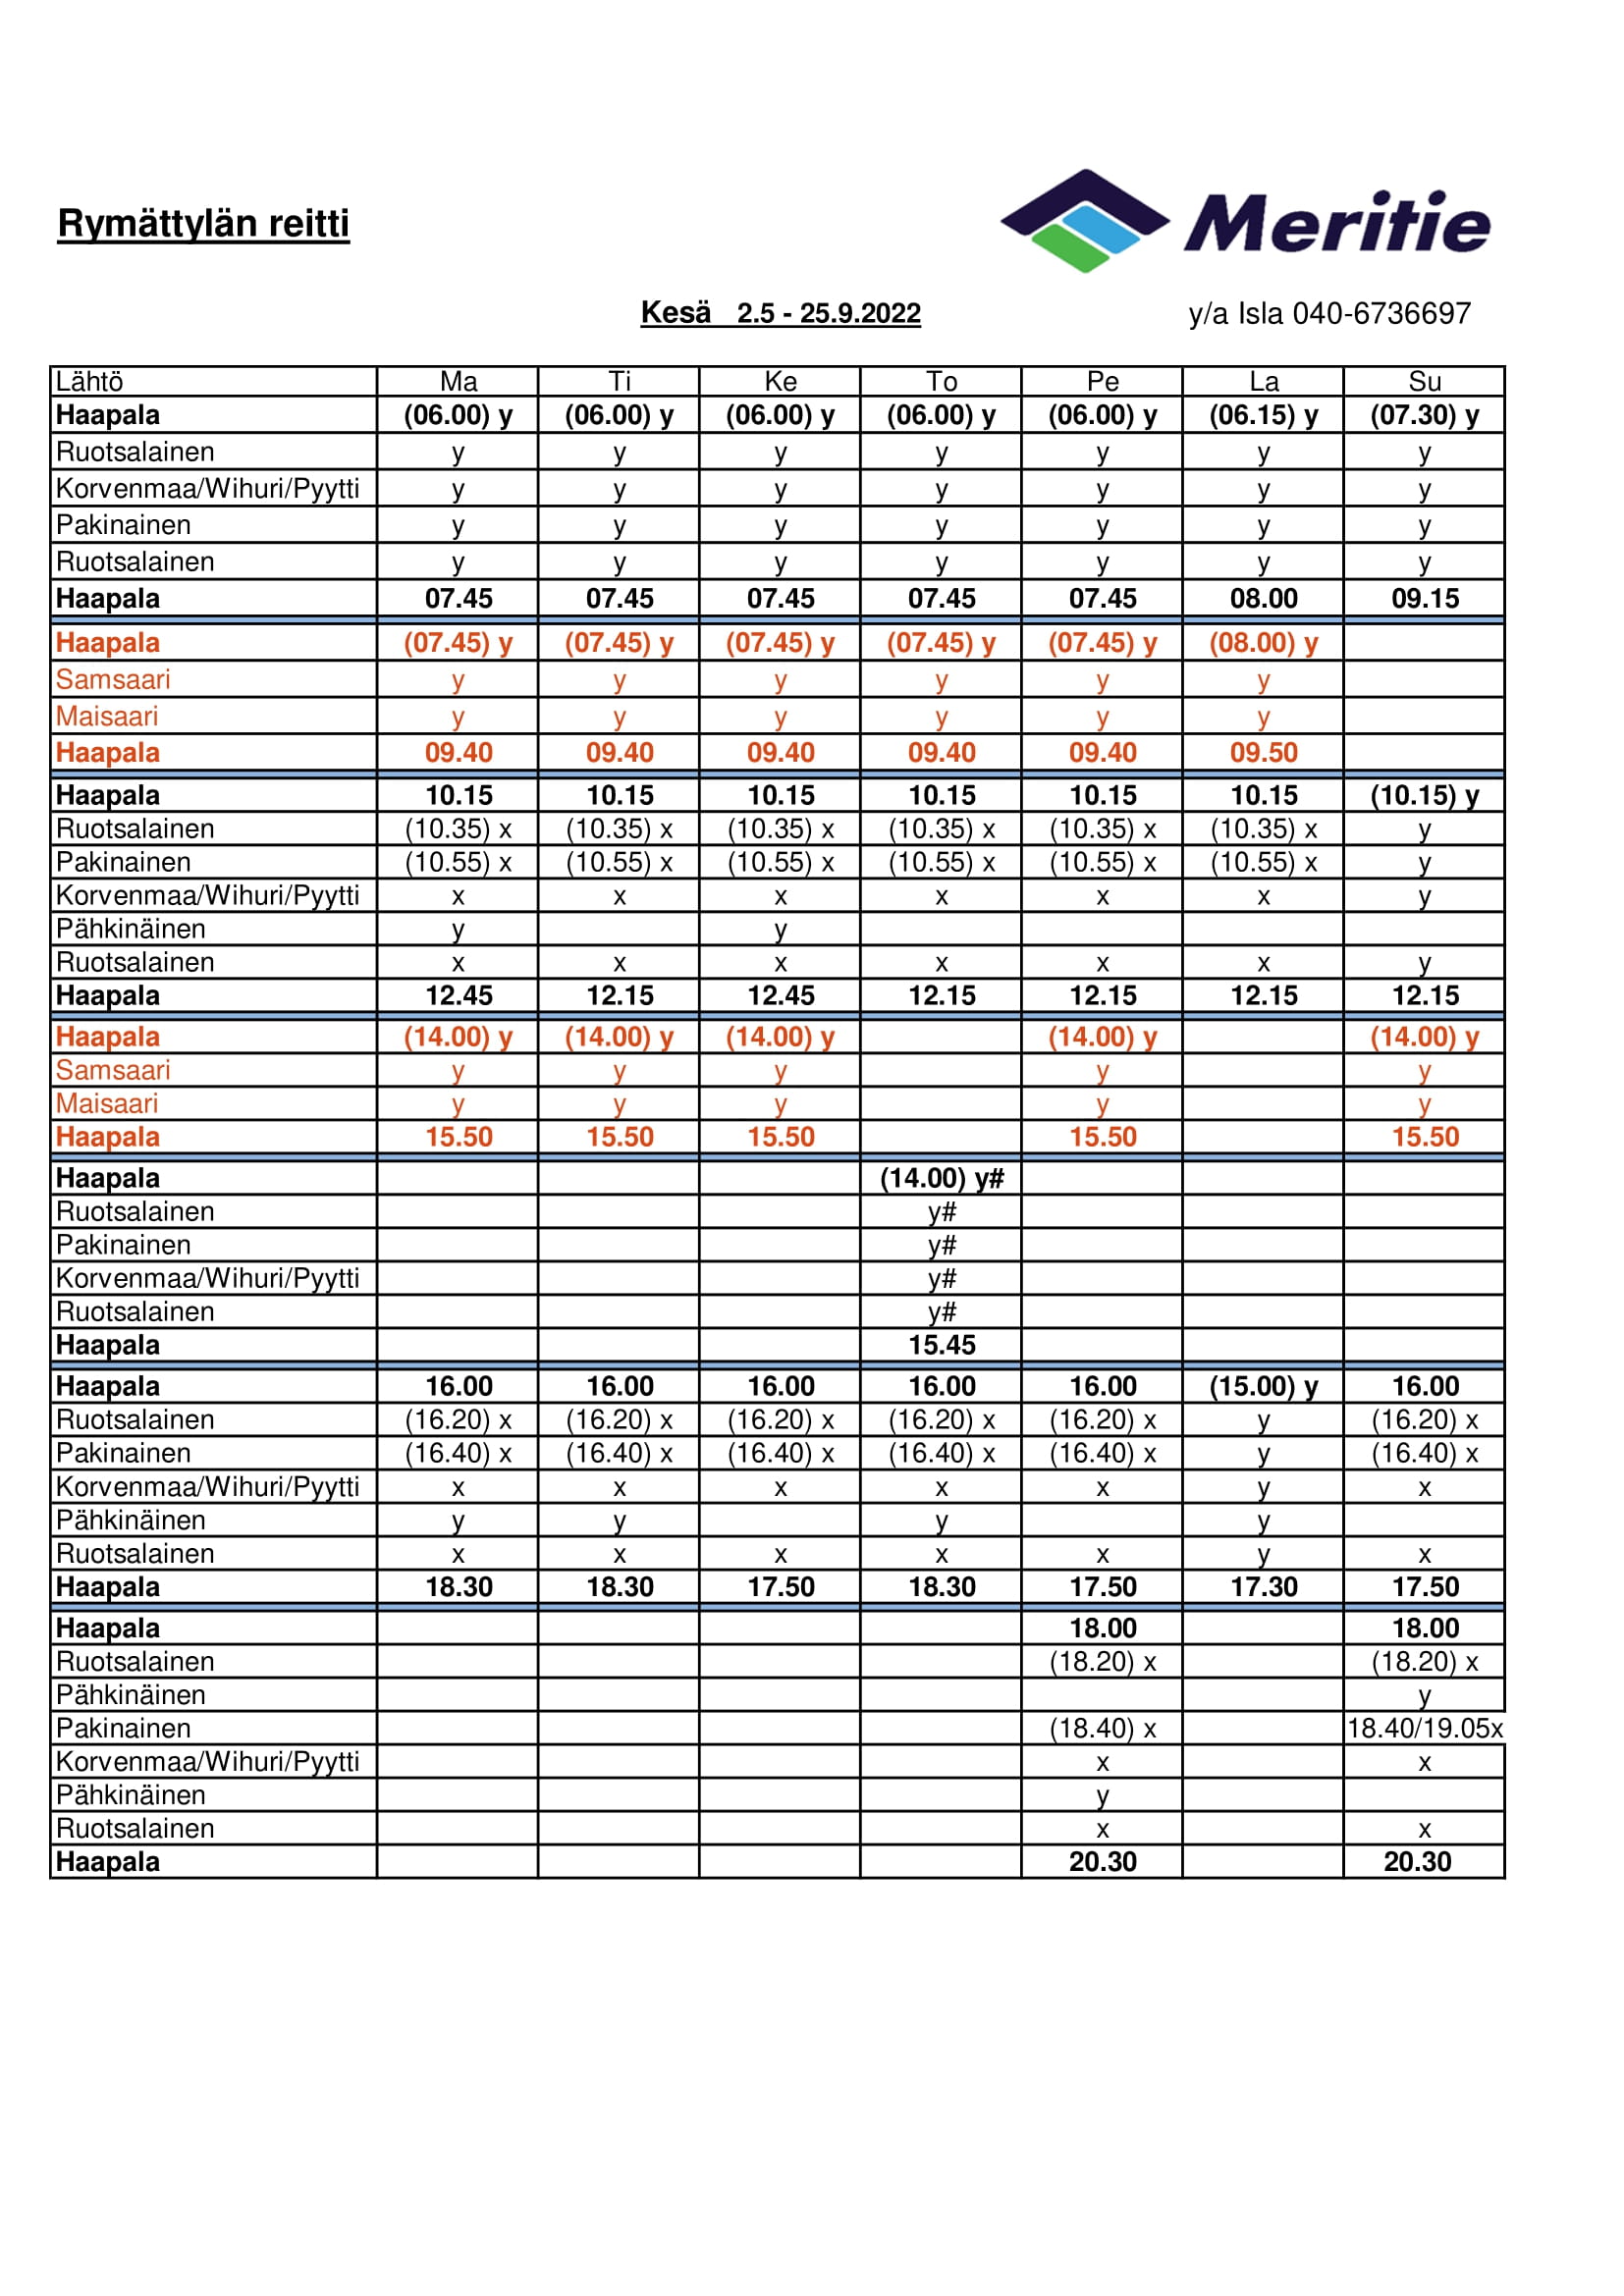 Rymättylän reitti
Meritie
Kesä 2.5 - 25.9.2022
y/a Isla 040-6736697
Lähtö Ma Ti Ke To Pe La Su
Haapala (06.00) y (06.00) y (06.00) y (06.00) y (06.00) y (06.15) y (07.30) y
Ruotsalainen y y y y y y y
Korvenmaa/Wihuri/Pyytti y y y y y y y
Pakinainen y y y y y y y
Ruotsalainen y y y y y y y
Haapala 07.45 07.45 07.45 07.45 07.45 08.00 09.15
Haapala (07.45) y (07.45) y (07.45) y (07.45) y (07.45) y (08.00) y
Samsaari y y y y y y
Maisaari y y y y y y
Haapala 09.40 09.40 09.40 09.40 09.40 09.50
Haapala 10.15 10.15 10.15 10.15 10.15 10.15 (10.15) y
Ruotsalainen (10.35) x (10.35) x (10.35) x (10.35) x (10.35) x (10.35) x y
Pakinainen (10.55) x (10.55) x (10.55) x (10.55) x (10.55) x (10.55) x y
Korvenmaa/Wihuri/Pyytti x x x x x x y
Pähkinäinen y y
Ruotsalainen x x x x x x y
Haapala 12.45 12.15 12.45 12.15 12.15 12.15 12.15
Haapala (14.00) y (14.00) y (14.00) y (14.00) y (14.00) y
Samsaari y y y y y
Maisaari y y y y y
Haapala 15.50 15.50 15.50 15.50 15.50
Haapala (14.00) y#
Ruotsalainen y#
Pakinainen y#
Korvenmaa/Wihuri/Pyytti y#
Ruotsalainen y#
Haapala 15.45
Haapala 16.00 16.00 16.00 16.00 16.00 (15.00) y 16.00
Ruotsalainen (16.20) x (16.20) x (16.20) x (16.20) x (16.20) x y (16.20) x
Pakinainen (16.40) x (16.40) x (16.40) x (16.40) x (16.40) x y (16.40) x
Korvenmaa/Wihuri/Pyytti x x x x x y x
Pähkinäinen y y y y
Ruotsalainen x x x x x y x
Haapala 18.30 18.30 17.50 18.30 17.50 17.30 17.50
Haapala 18.00 18.00
Ruotsalainen (18.20) x (18.20) x
Pähkinäinen y
Pakinainen (18.40) x 18.40/19.05x
Korvenmaa/Wihuri/Pyytti x x
Pähkinäinen y
Ruotsalainen x x
Haapala 20.30 20.30